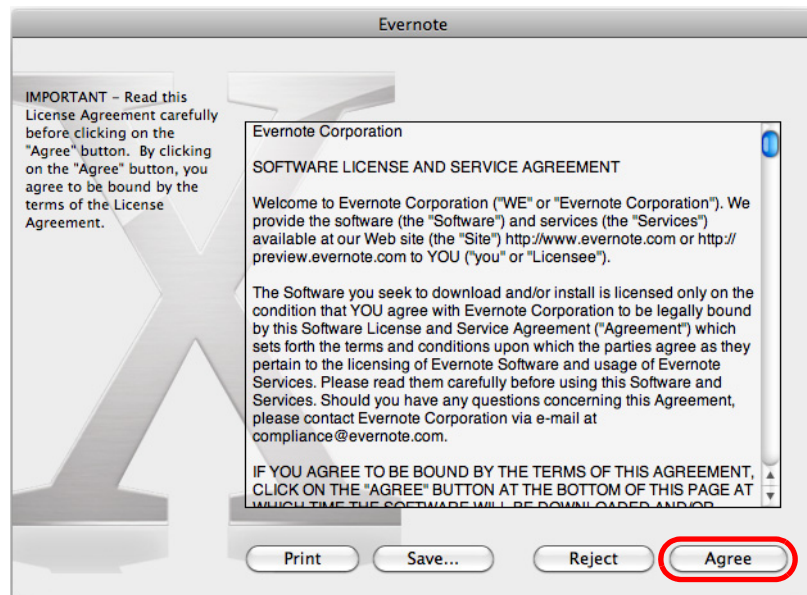 Evernote
IMPORTANT – Read this
License Agreement carefully
before clicking on the
"Agree" button. By clicking
on the "Agree" button, you
agree to be bound by the
terms of the License
Agreement.
Evernote Corporation
SOFTWARE LICENSE AND SERVICE AGREEMENT
Welcome to Evernote Corporation ("WE" or "Evernote Corporation"). We
provide the software (the "Software") and services (the "Services")
available at our Web site (the "Site") http://www.evernote.com or http://
preview.evernote.com to YOU ("you" or "Licensee").
The Software you seek to download and/or install is licensed only on the
condition that YOU agree with Evernote Corporation to be legally bound
by this Software License and Service Agreement ("Agreement") which
sets forth the terms and conditions upon which the parties agree as they
pertain to the licensing of Evernote Software and usage of Evernote
Services. Please read them carefully before using this Software and
Services. Should you have any questions concerning this Agreement,
please contact Evernote Corporation via e-mail at
compliance@evernote.com.
IF YOU AGREE TO BE BOUND BY THE TERMS OF THIS AGREEMENT,
CLICK ON THE "AGREE" BUTTON AT THE BOTTOM OF THIS PAGE AT
WHICH TIME THE SOFTWARE WILL BE DOWNLOADED AND/OR
Print
Save...
Reject
Agree